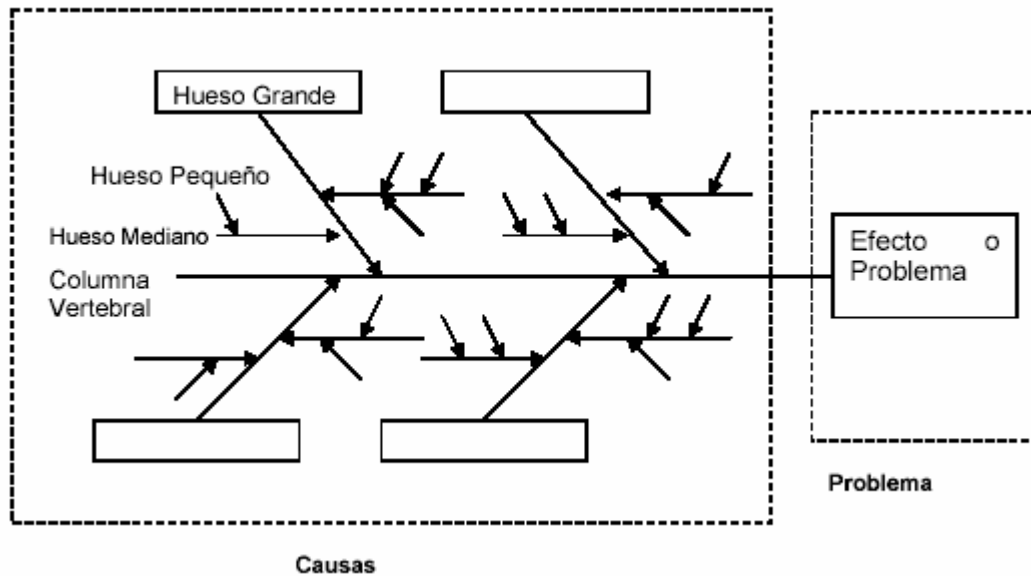 Hueso Grande
Hueso Pequeño
Hueso Mediano
Columna
Vertebral
Efecto o
Problema
Problema
Causas